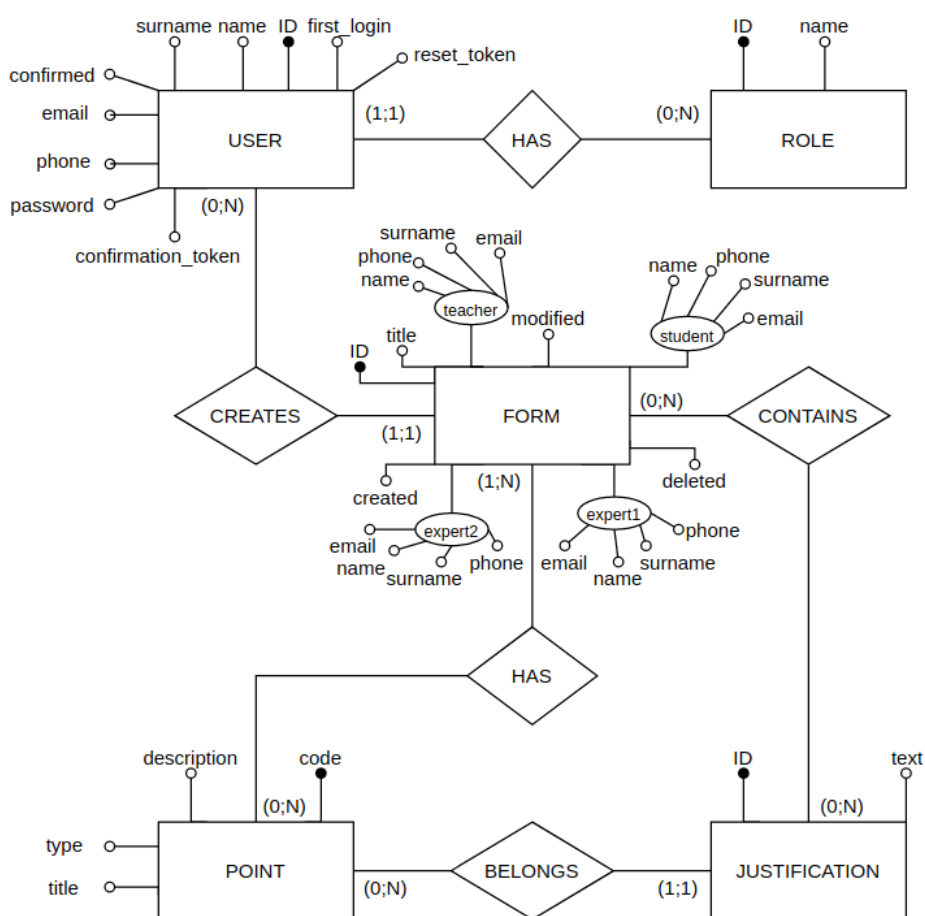 surname name ID first_login
ID name
reset_token
confirmed
email
(1;1)
(0;N)
USER
HAS
ROLE
phone
password
(0;N)
confirmation_token
surname
email
phone
name
teacher
modified
title
ID
name
phone
surname
email
student
CREATES
FORM
(0;N)
CONTAINS
(1;1)
created
(1;N)
deleted
expert2
email
name
surname
phone
expert1
phone
email
name
surname
HAS
description
code
ID
text
(0;N)
(0;N)
type
title
POINT
BELONGS
JUSTIFICATION
(0;N)
(1;1)